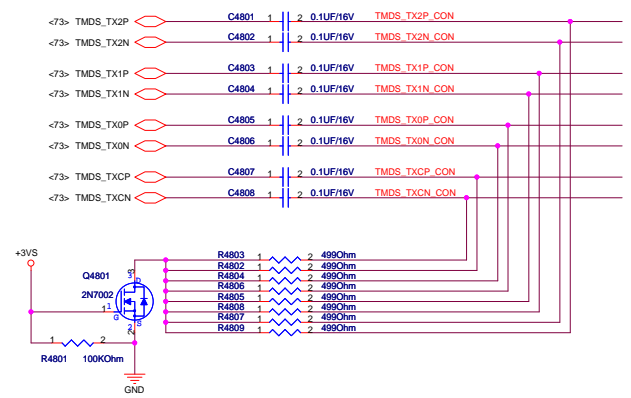 <73> TMDS_TX2P C4801 1 2 0.1UF/16V TMDS_TX2P_CON
<73> TMDS_TX2N C4802 1 2 0.1UF/16V TMDS_TX2N_CON
<73> TMDS_TX1P C4803 1 2 0.1UF/16V TMDS_TX1P_CON
<73> TMDS_TX1N C4804 1 2 0.1UF/16V TMDS_TX1N_CON
<73> TMDS_TX0P C4805 1 2 0.1UF/16V TMDS_TX0P_CON
<73> TMDS_TX0N C4806 1 2 0.1UF/16V TMDS_TX0N_CON
<73> TMDS_TXCP C4807 1 2 0.1UF/16V TMDS_TXCP_CON
<73> TMDS_TXCN C4808 1 2 0.1UF/16V TMDS_TXCN_CON
R4803 1 2 499Ohm
R4802 1 2 499Ohm
R4804 1 2 499Ohm
R4806 1 2 499Ohm
R4805 1 2 499Ohm
R4808 1 2 499Ohm
R4807 1 2 499Ohm
R4809 1 2 499Ohm
+3VS
Q4801
2N7002
3 D
1 G
2 S
1 2
R4801 100KOhm
GND